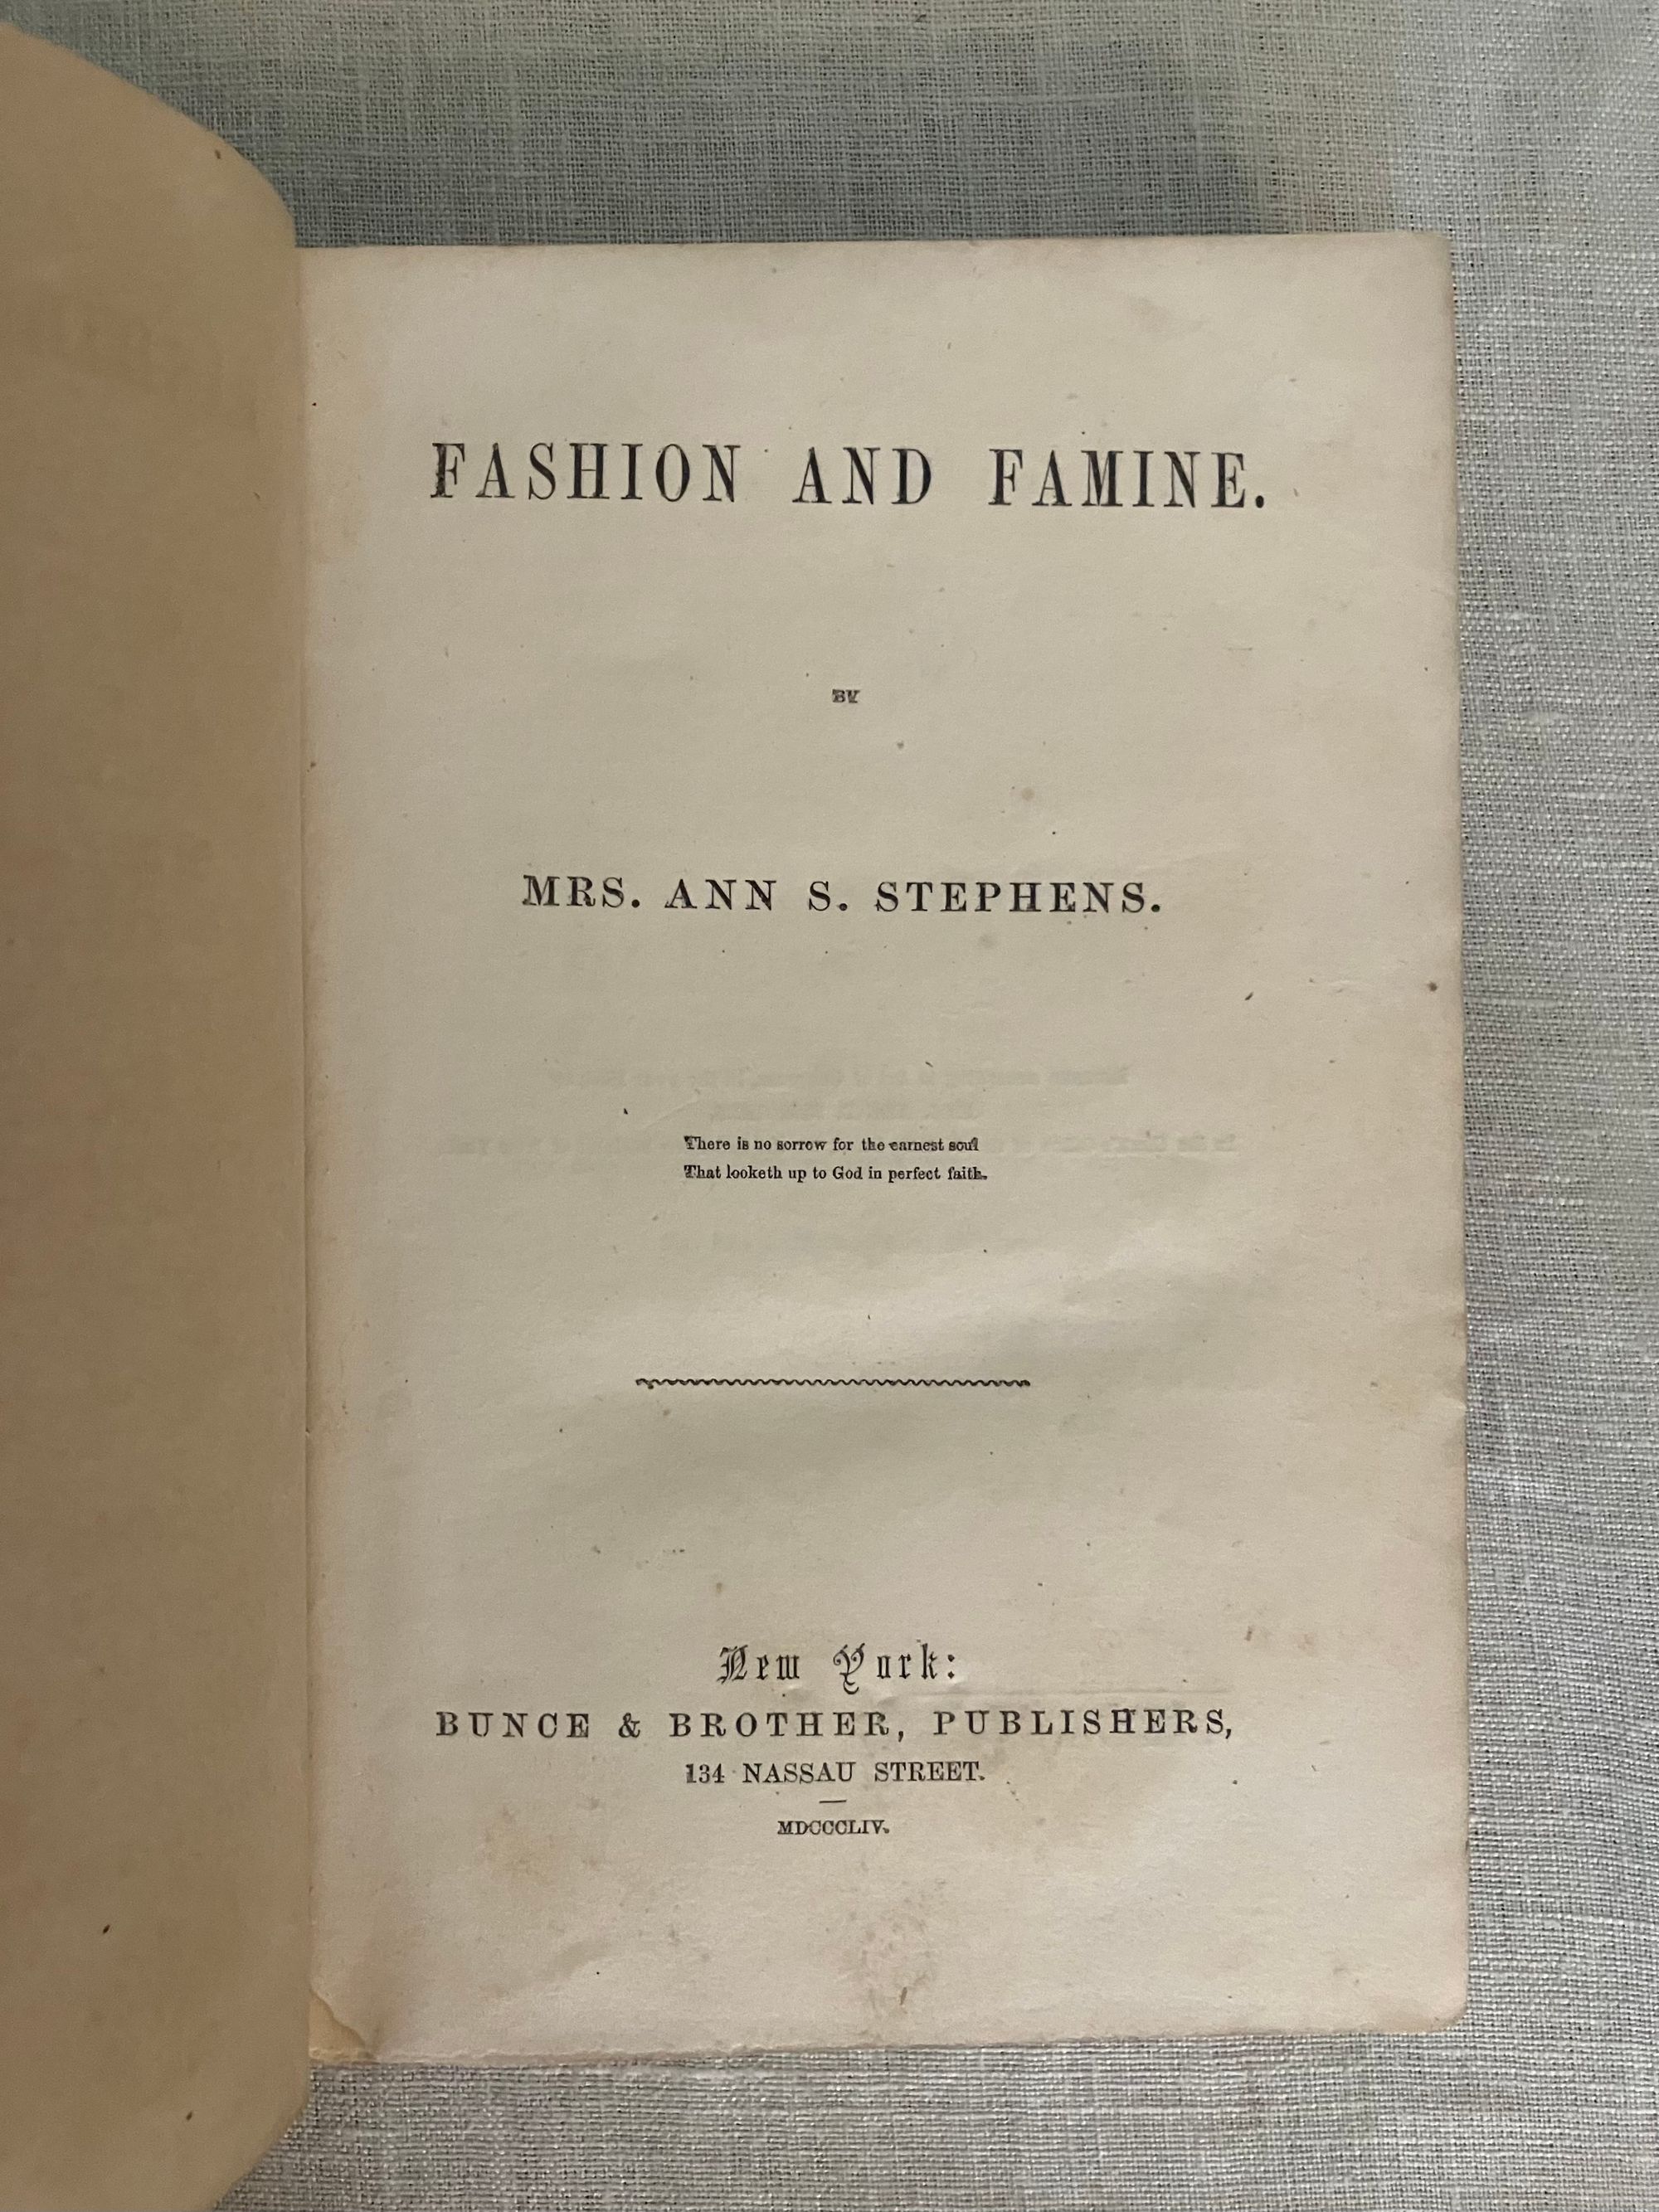 FASHION AND FAMINE.
BY
MRS. ANN S. STEPHENS.
There is no sorrow for the earnest soul
That looketh up to God in perfect faith.
New York:
BUNCE & BROTHER, PUBLISHERS,
134 NASSAU STREET.
MDCCCLIV.